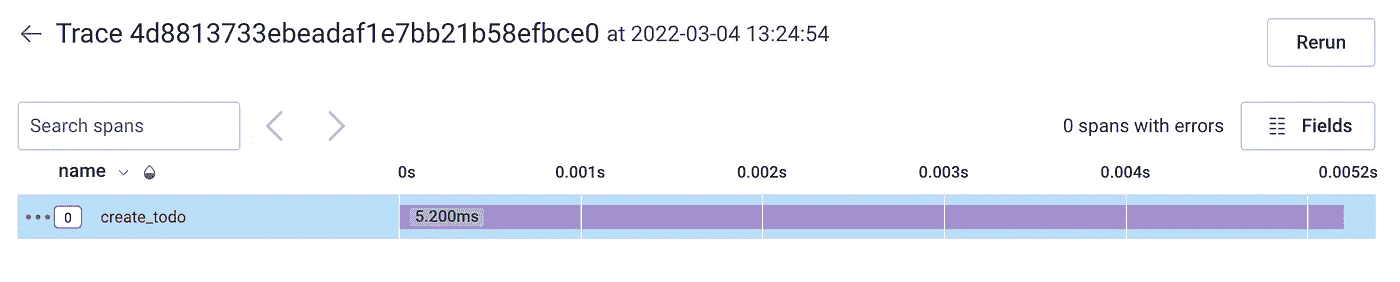 Trace 4d8813733ebeadaf1e7bb21b58efbce0 at 2022-03-04 13:24:54
Rerun
Search spans
0 spans with errors
Fields
name 0s 0.001s 0.002s 0.003s 0.004s 0.0052s
0 create_todo 5.200ms